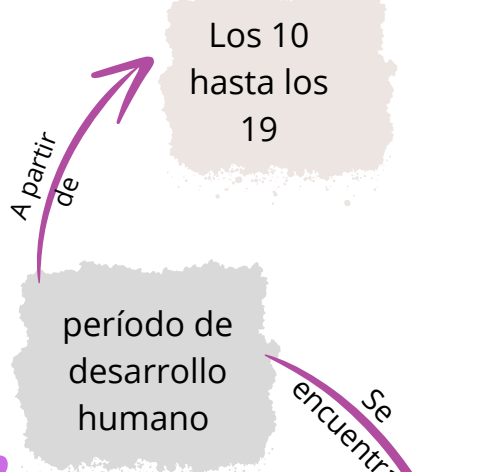 Los 10
hasta los
19
A partir
de
período de
desarrollo
humano
Se